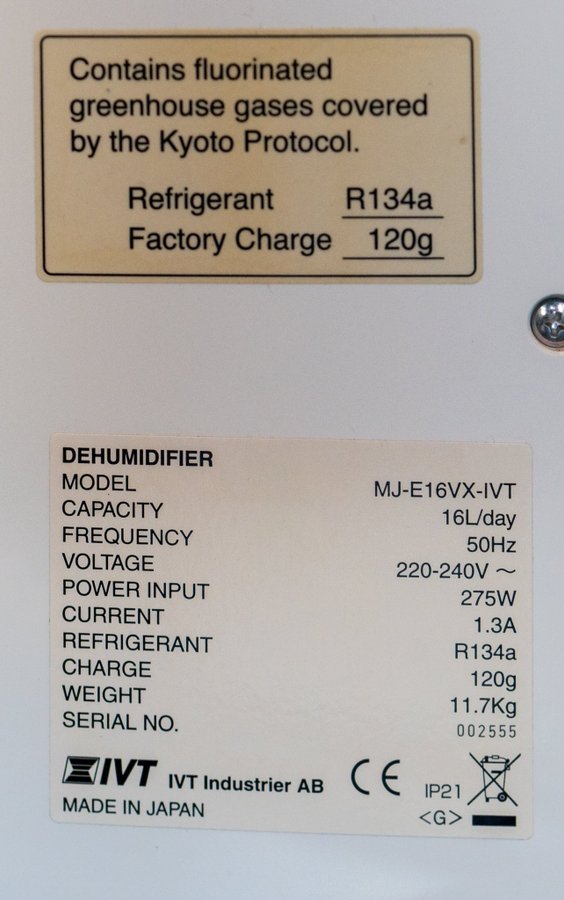 Contains fluorinated
greenhouse gases covered
by the Kyoto Protocol.
Refrigerant R134a
Factory Charge 120g
DEHUMIDIFIER
MODEL MJ-E16VX-IVT
CAPACITY 16L/day
FREQUENCY 50Hz
VOLTAGE 220-240V ～
POWER INPUT 275W
CURRENT 1.3A
REFRIGERANT R134a
CHARGE 120g
WEIGHT 11.7Kg
SERIAL NO. 002555
IVT IVT Industrier AB CE IP21
MADE IN JAPAN <G>